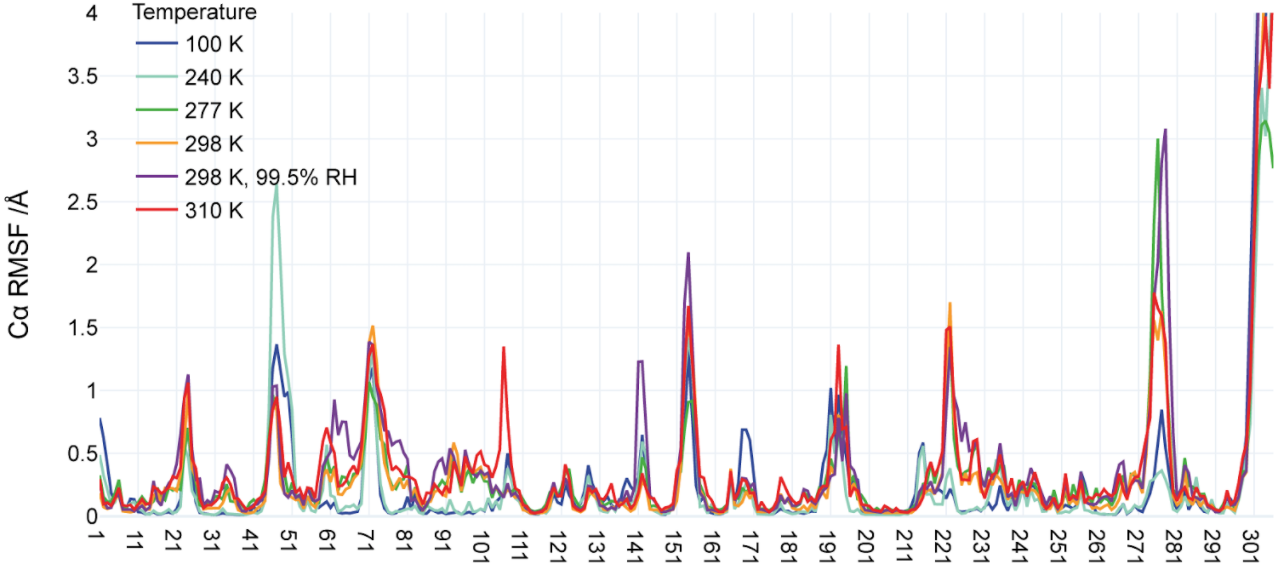 Temperature
100 K
240 K
277 K
298 K
298 K, 99.5% RH
310 K
Cα RMSF /Å
4
3.5
3
2.5
2
1.5
1
0.5
0
1 11 21 31 41 51 61 71 81 91 101 111 121 131 141 151 161 171 181 191 201 211 221 231 241 251 261 271 281 291 301